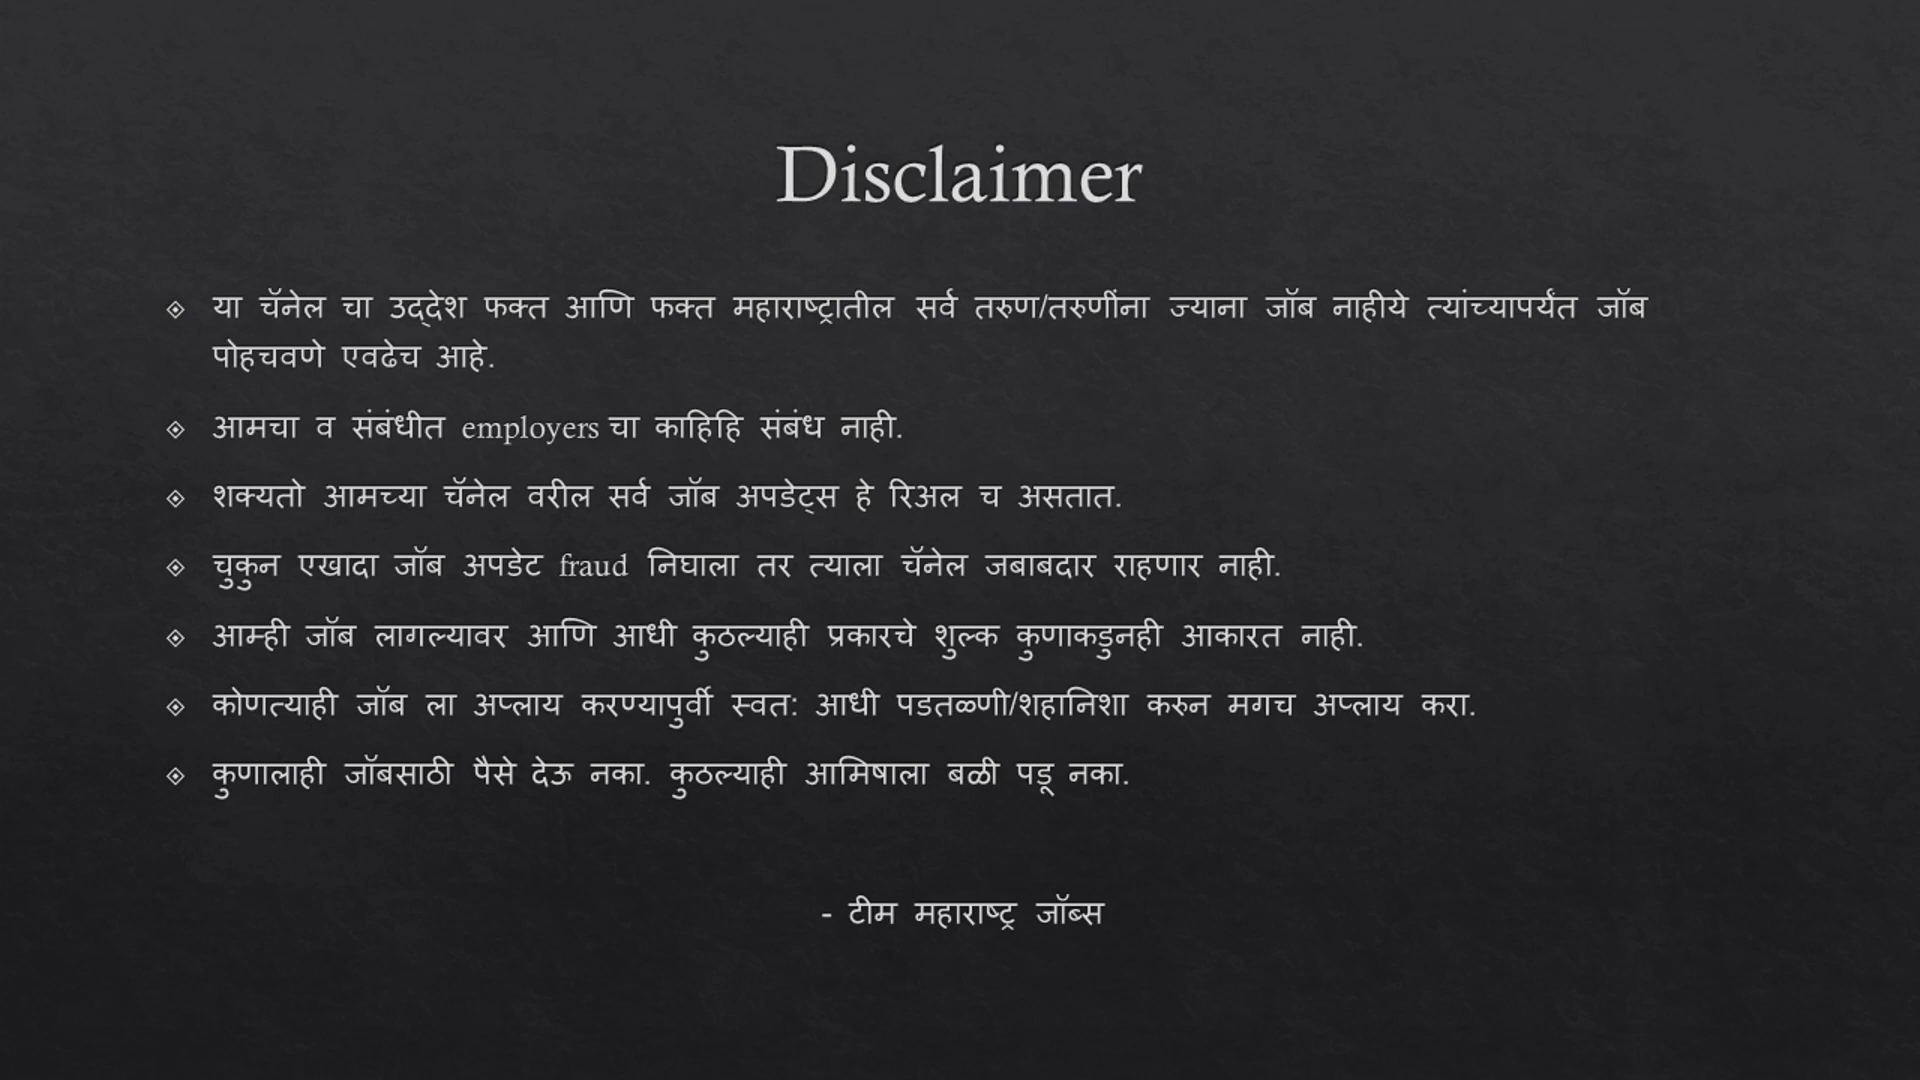 Disclaimer
या चॅनेल चा उद्देश फक्त आणि फक्त महाराष्ट्रातील सर्व तरुण/तरुणींना ज्याना जॉब नाहीये त्यांच्यापर्यंत जॉब
पोहचवणे एवढेच आहे.
आमचा व संबंधीत employers चा काहिहि संबंध नाही.
शक्यतो आमच्या चॅनेल वरील सर्व जॉब अपडेट्स हे रिअल च असतात.
चुकुन एखादा जॉब अपडेट fraud निघाला तर त्याला चॅनेल जबाबदार राहणार नाही.
आम्ही जॉब लागल्यावर आणि आधी कुठल्याही प्रकारचे शुल्क कुणाकडुनही आकारत नाही.
कोणत्याही जॉब ला अप्लाय करण्यापुर्वी स्वत: आधी पडतळणी/शहानिशा करुन मगच अप्लाय करा.
कुणालाही जॉबसाठी पैसे देऊ नका. कुठल्याही आमिषाला बळी पडू नका.
- टीम महाराष्ट्र जॉब्स